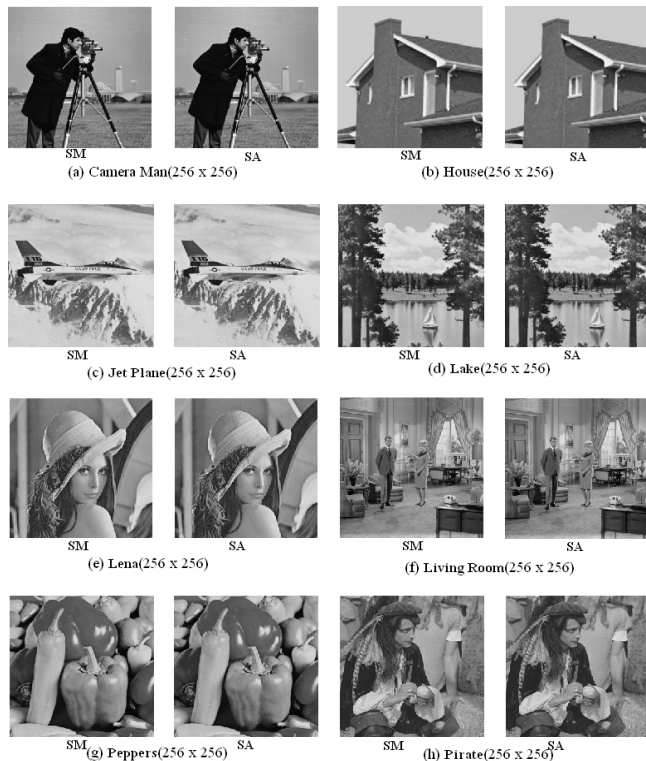 SM
SA
(a) Camera Man(256 x 256)
SM
SA
(b) House(256 x 256)
U.S. AIR FORCE
SM
SA
(c) Jet Plane(256 x 256)
SM
SA
(d) Lake(256 x 256)
SM
SA
(e) Lena(256 x 256)
SM
SA
(f) Living Room(256 x 256)
SM
SA
(g) Peppers(256 x 256)
SM
SA
(h) Pirate(256 x 256)